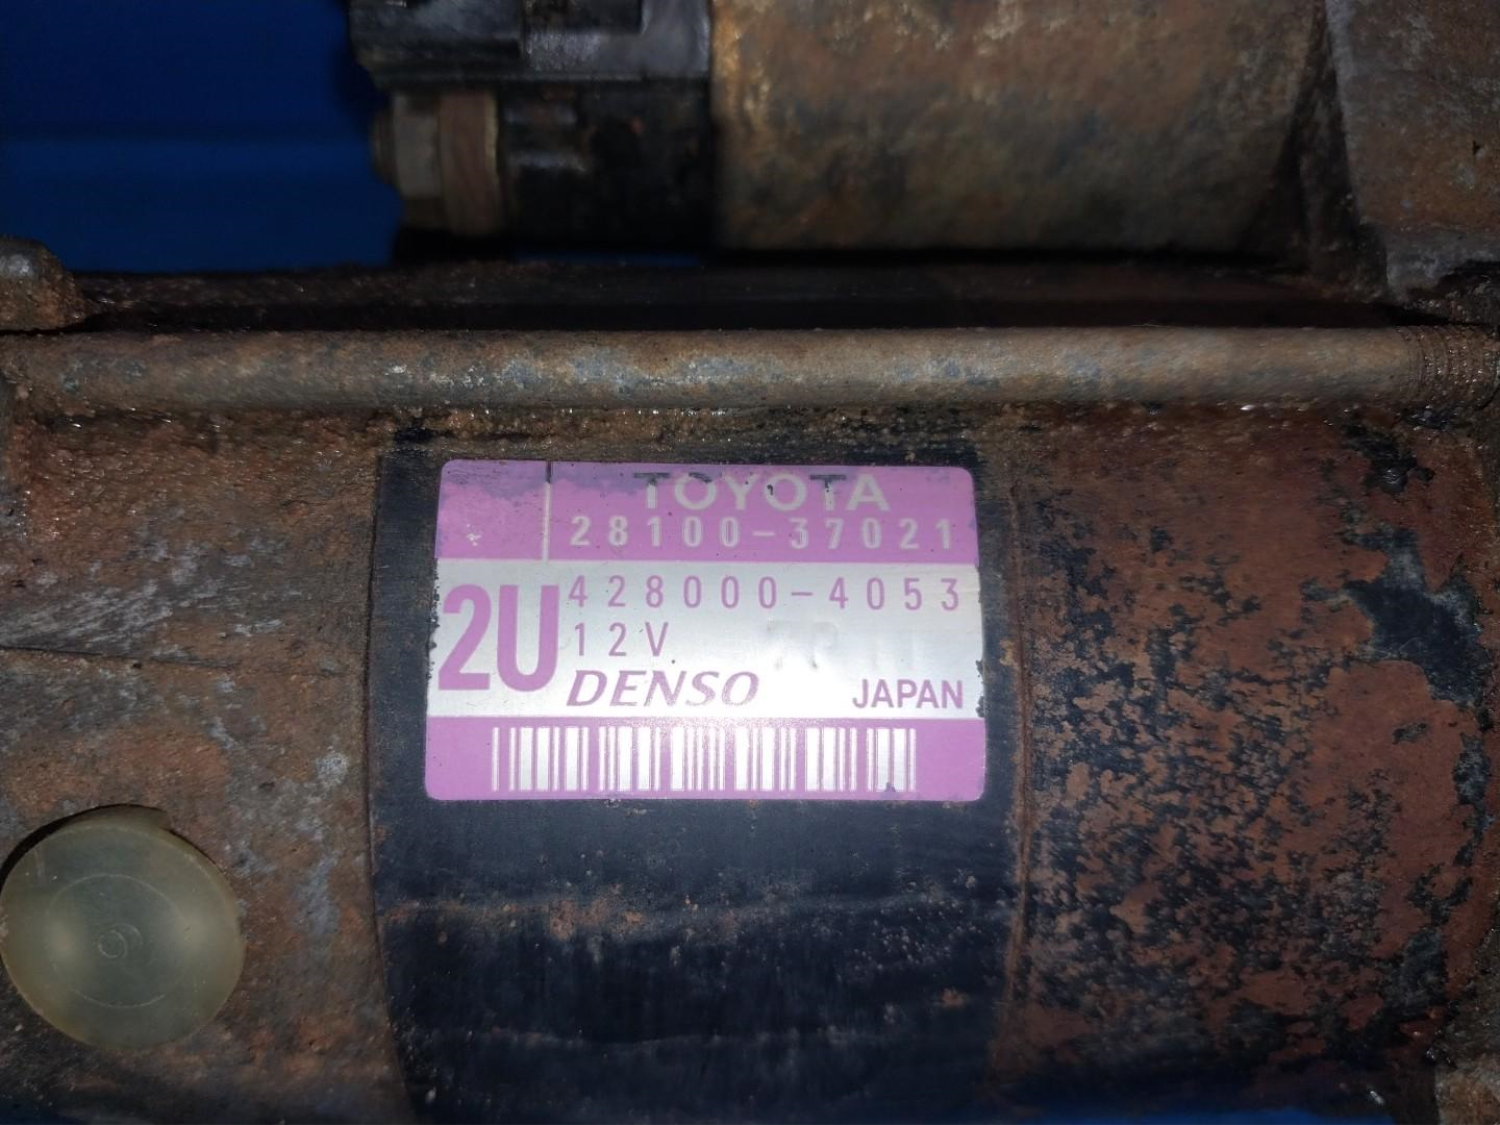 TOYOTA
28100-37021
2U
428000-4053
12V
DENSO JAPAN